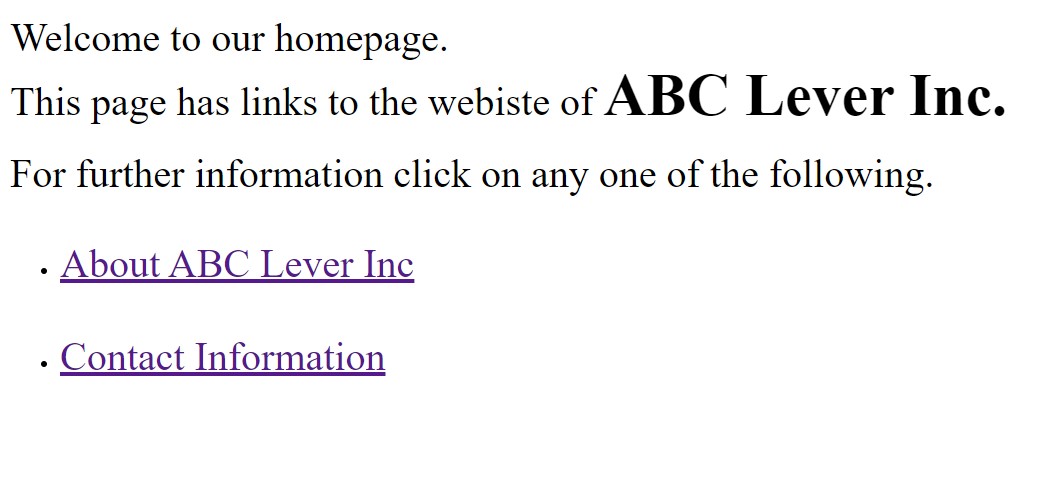 Welcome to our homepage.
This page has links to the webiste of ABC Lever Inc.
For further information click on any one of the following.
• About ABC Lever Inc
• Contact Information